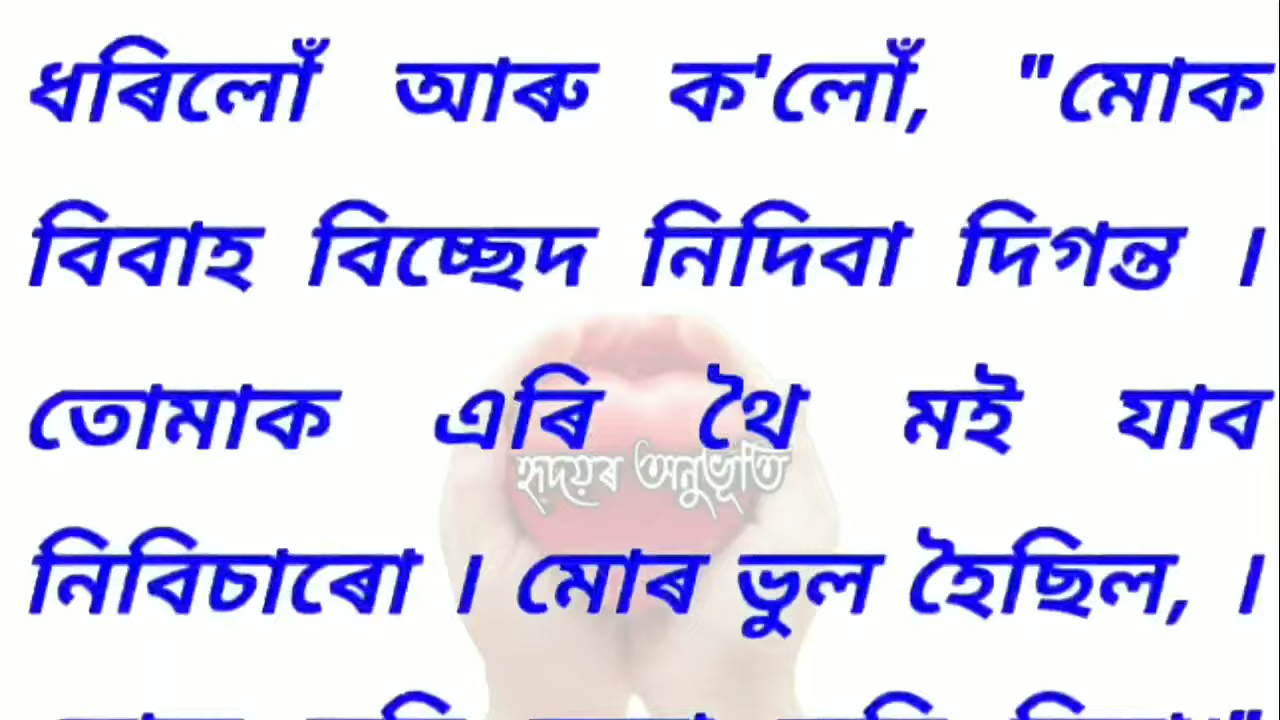 ধৰিলোঁ আৰু ক'লোঁ, "মোক
বিবাহ বিচ্ছেদ নিদিবা দিগন্ত ।
তোমাক এৰি থৈ মই যাব
হৃদয়ৰ অনুভূতি
নিবিচাৰো । মোৰ ভুল হৈছিল, ।